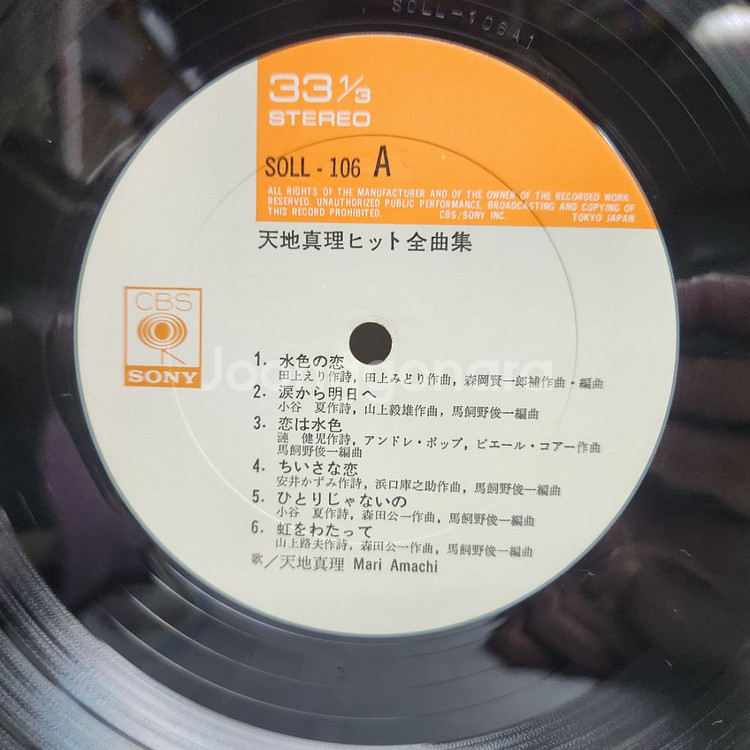 SOLL-106A1
33 1/3
STEREO
SOLL - 106 A
ALL RIGHTS OF THE MANUFACTURER AND OF THE OWNER OF THE RECORDED WORK
RESERVED. UNAUTHORIZED PUBLIC PERFORMANCE, BROADCASTING AND COPYING OF
THIS RECORD PROHIBITED. CBS/SONY INC. TOKYO JAPAN
天地真理ヒット全曲集
CBS
SONY
1. 水色の恋
田上えり作詩, 田上みどり作曲, 森岡賢一郎補作曲・編曲
2. 涙から明日へ
小谷 夏作詩, 山上毅雄作曲, 馬飼野俊一編曲
3. 恋は水色
漣 健児作詩, アンドレ・ポップ, ピエール・コアー作曲
馬飼野俊一編曲
4. ちいさな恋
安井かずみ作詩, 浜口庫之助作曲, 馬飼野俊一編曲
5. ひとりじゃないの
小谷 夏作詩, 森田公一作曲, 馬飼野俊一編曲
6. 虹をわたって
山上路夫作詩, 森田公一作曲, 馬飼野俊一編曲
歌/天地真理 Mari Amachi